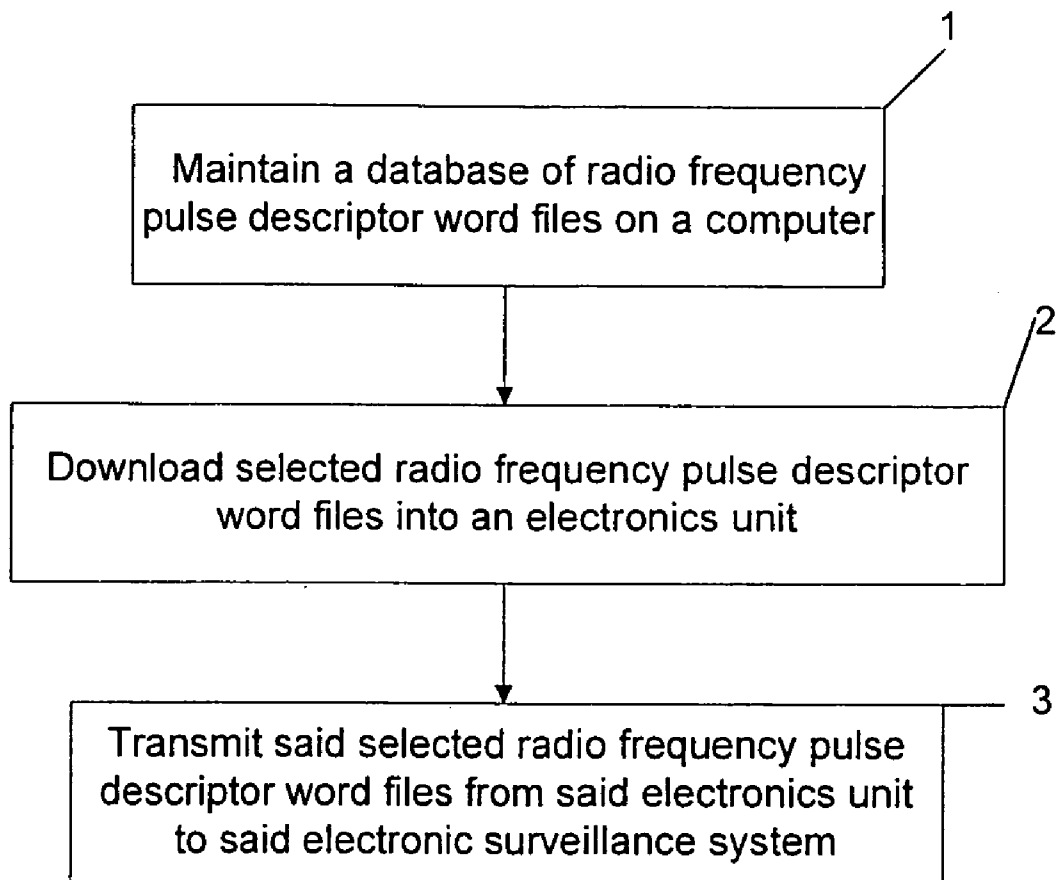 1
Maintain a database of radio frequency
pulse descriptor word files on a computer
2
Download selected radio frequency pulse descriptor
word files into an electronics unit
3
Transmit said selected radio frequency pulse
descriptor word files from said electronics unit
to said electronic surveillance system